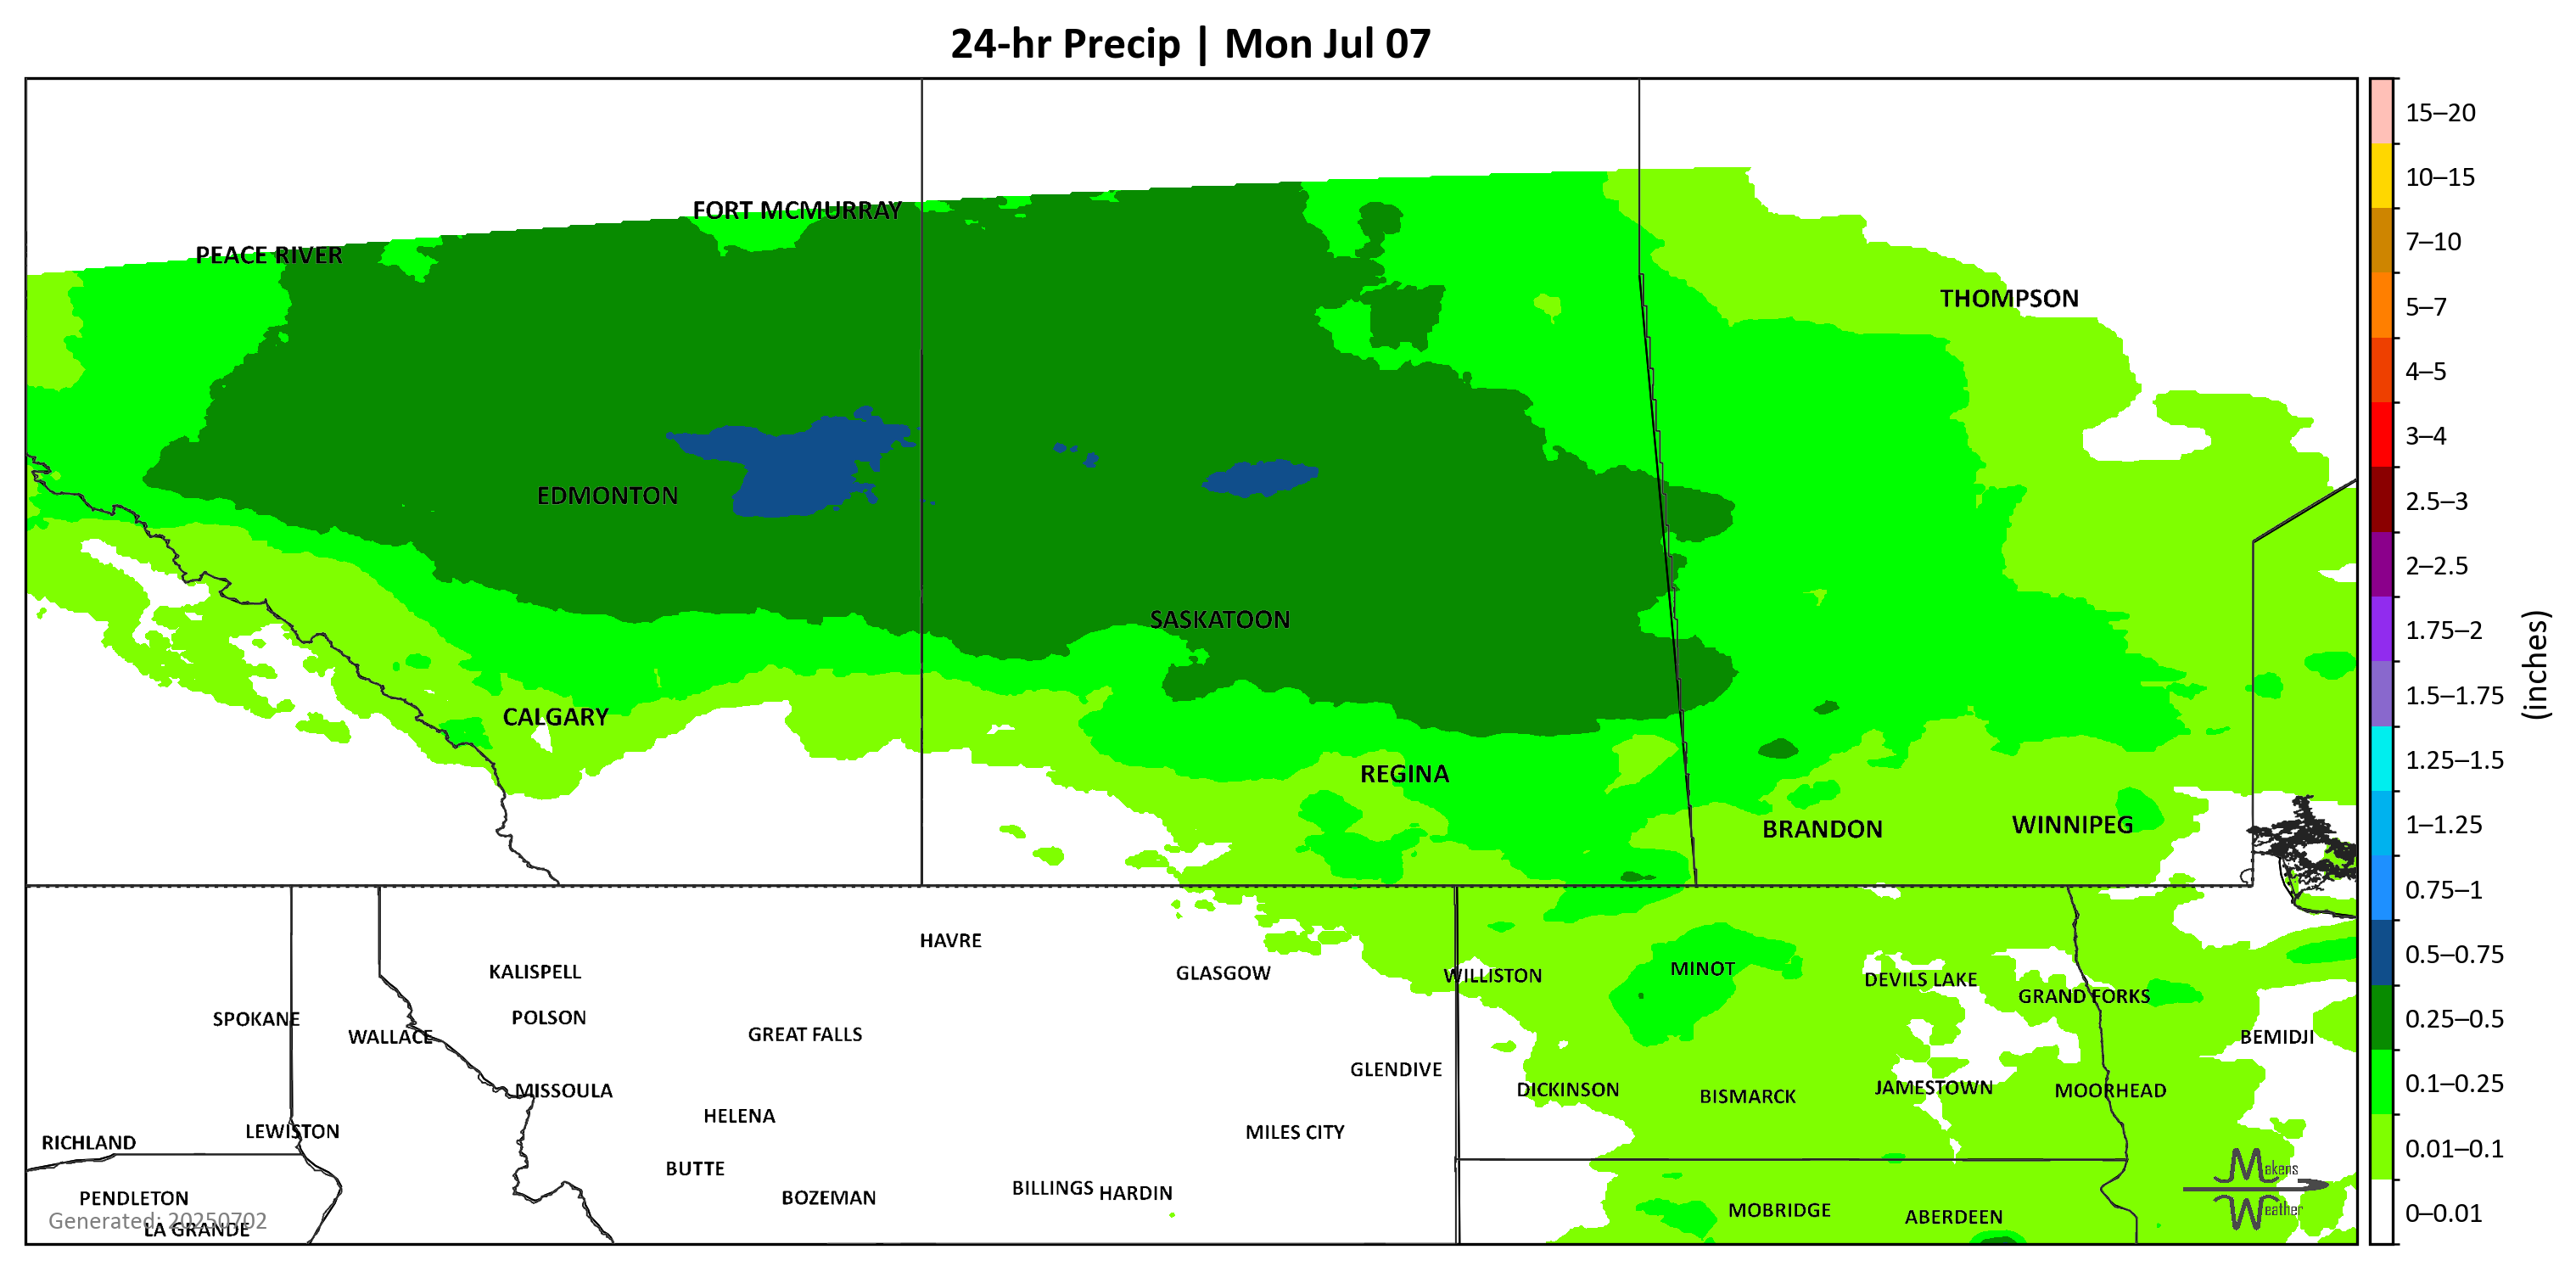 24-hr Precip | Mon Jul 07
FORT MCMURRAY
PEACE RIVER
THOMPSON
EDMONTON
SASKATOON
CALGARY
REGINA
BRANDON
WINNIPEG
HAVRE
KALISPELL
GLASGOW
WILLISTON
MINOT
DEVILS LAKE
GRAND FORKS
SPOKANE
POLSON
WALLACE
GREAT FALLS
BEMIDJI
GLENDIVE
MISSOULA
DICKINSON
BISMARCK
JAMESTOWN
MOORHEAD
HELENA
RICHLAND
LEWISTON
MILES CITY
BUTTE
PENDLETON
BOZEMAN
BILLINGS
HARDIN
MOBRIDGE
ABERDEEN
Generated: 20250702
LA GRANDE
Makens
Weather
15–20
10–15
7–10
5–7
4–5
3–4
2.5–3
2–2.5
1.75–2
1.5–1.75
1.25–1.5
1–1.25
0.75–1
0.5–0.75
0.25–0.5
0.1–0.25
0.01–0.1
0–0.01
(inches)